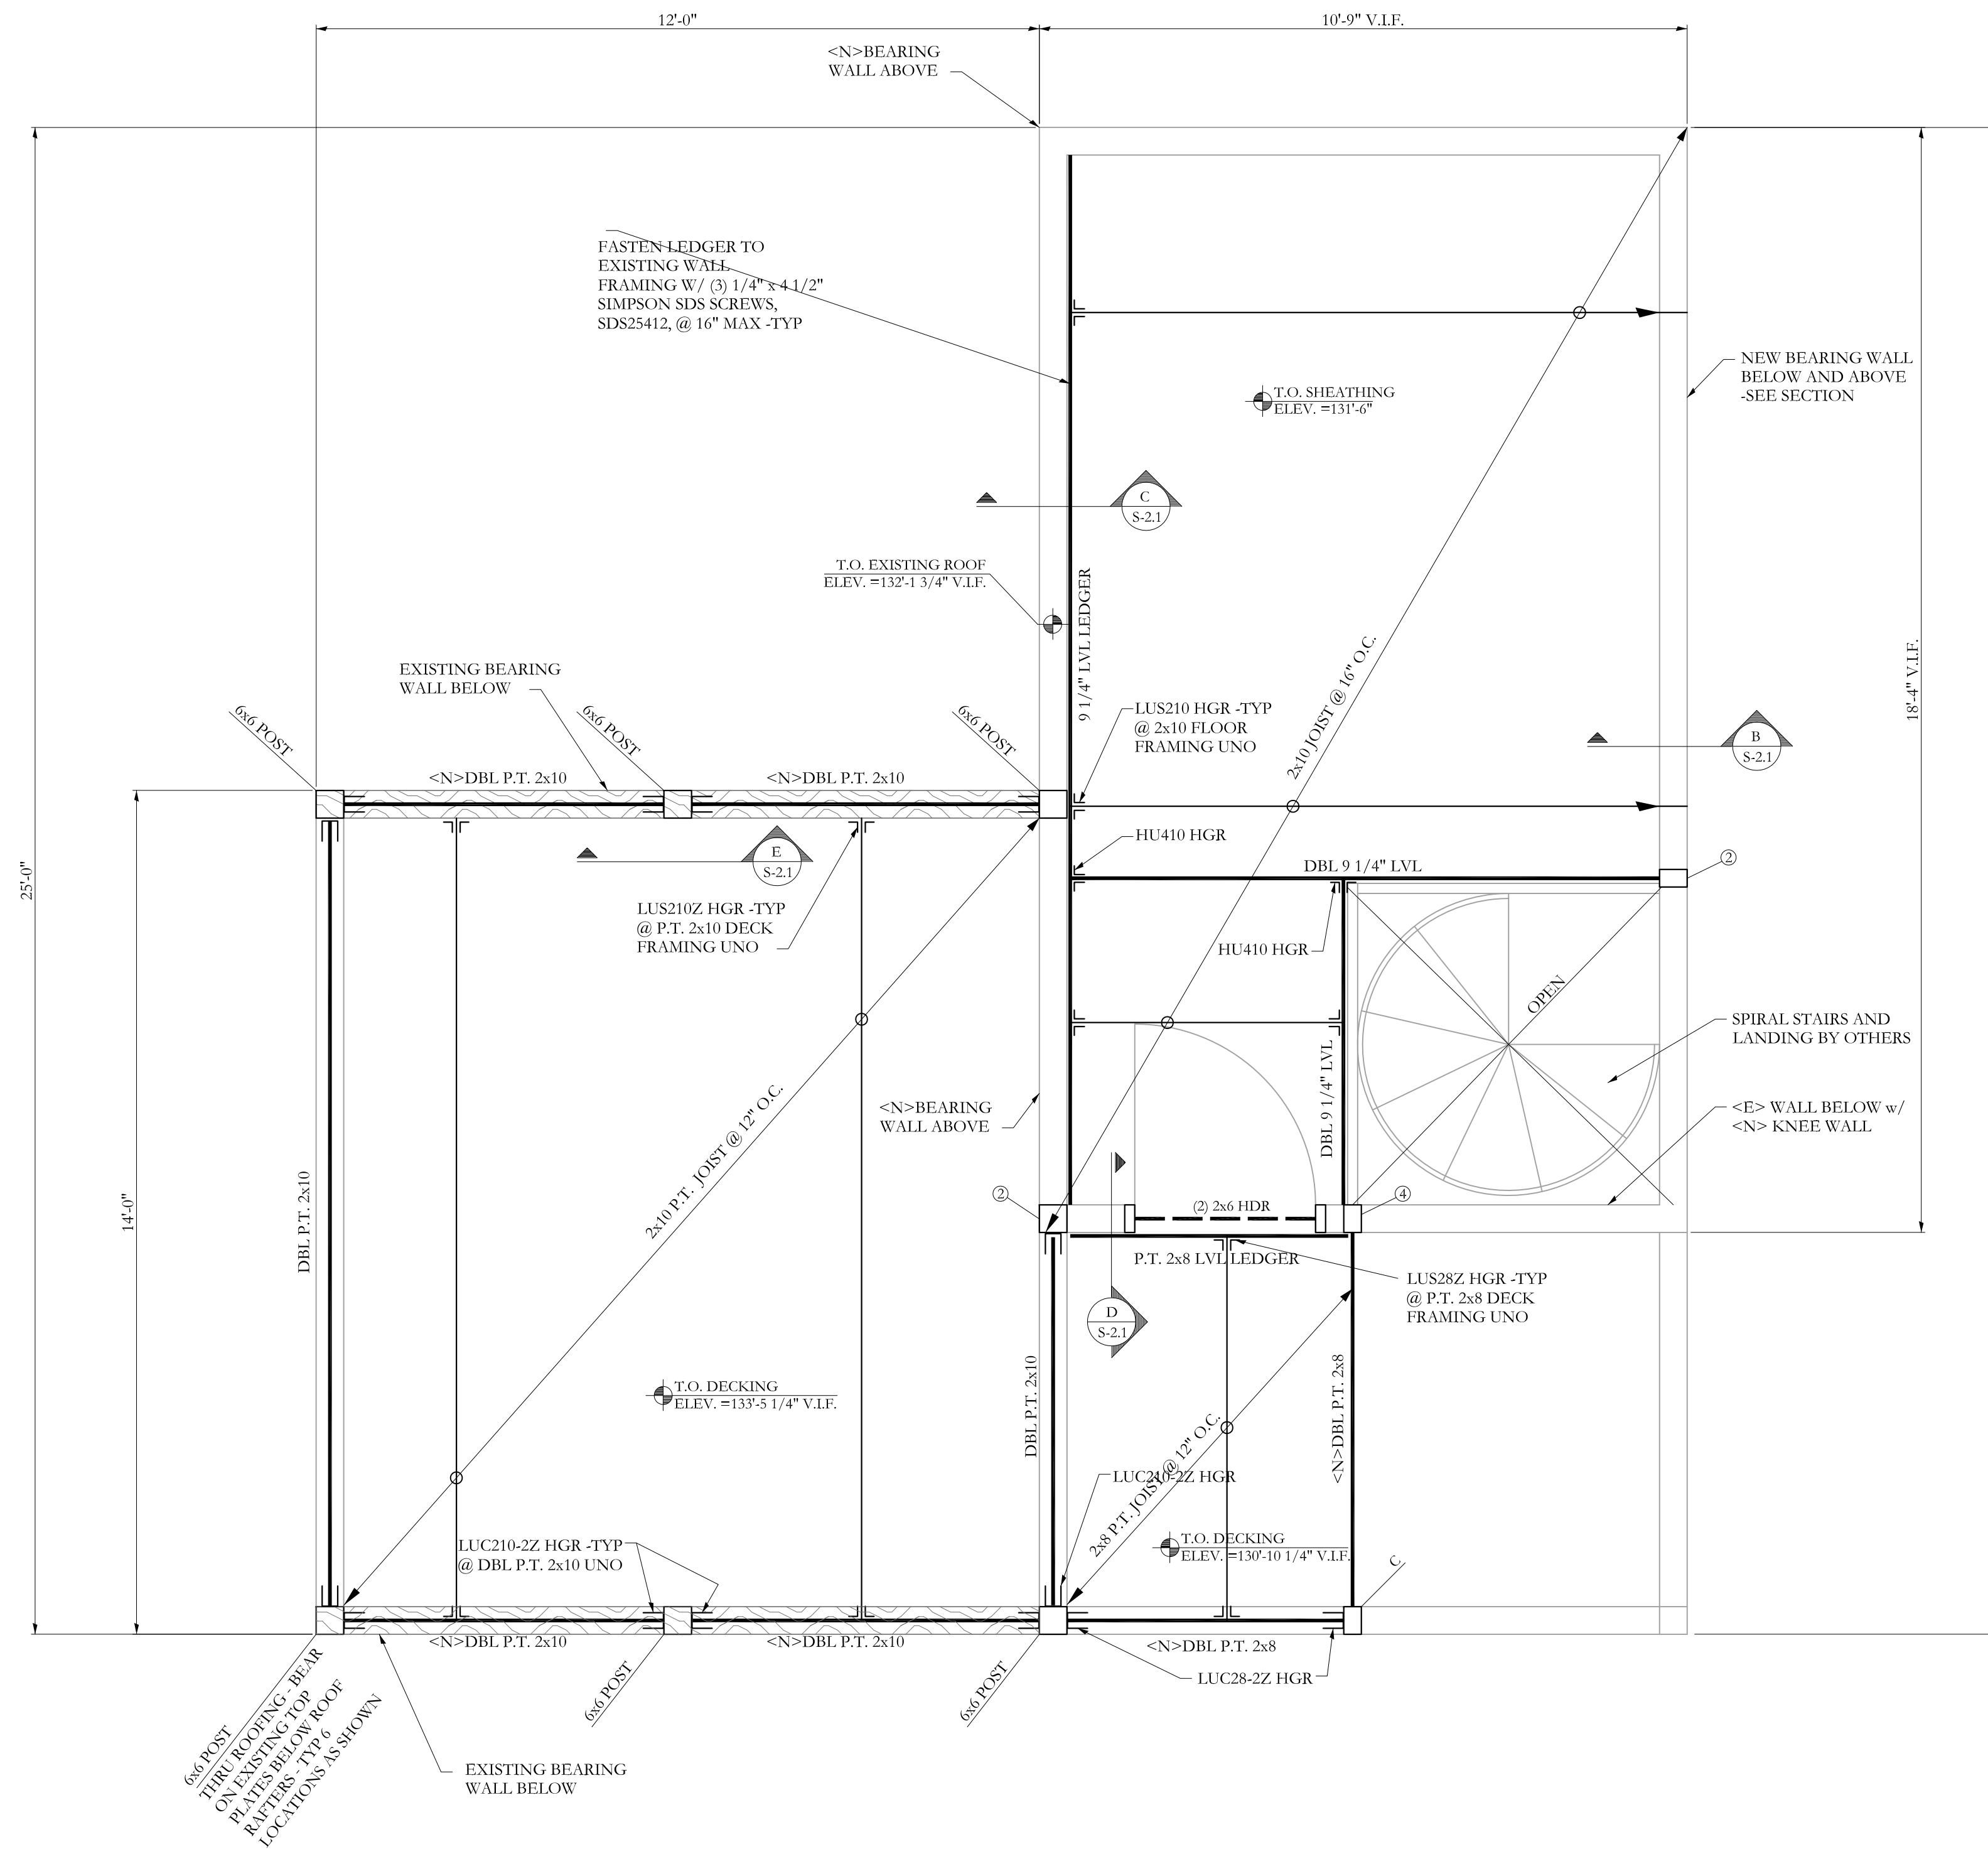 12'-0"
10'-9" V.I.F.
<N>BEARING
WALL ABOVE
FASTEN LEDGER TO
EXISTING WALL
FRAMING W/ (3) 1/4" x 4 1/2"
SIMPSON SDS SCREWS,
SDS25412, @ 16" MAX -TYP
NEW BEARING WALL
BELOW AND ABOVE
-SEE SECTION
T.O. SHEATHING
ELEV. =131'-6"
C
S-2.1
T.O. EXISTING ROOF
ELEV. =132'-1 3/4" V.I.F.
9 1/4" LVL LEDGER
2x10 JOIST @ 16" O.C.
18'-4" V.I.F.
EXISTING BEARING
WALL BELOW
6x6 POST
6x6 POST
6x6 POST
LUS210 HGR -TYP
@ 2x10 FLOOR
FRAMING UNO
B
S-2.1
<N>DBL P.T. 2x10
<N>DBL P.T. 2x10
HU410 HGR
DBL 9 1/4" LVL
2
E
S-2.1
25'-0"
LUS210Z HGR -TYP
@ P.T. 2x10 DECK
FRAMING UNO
HU410 HGR
OPEN
SPIRAL STAIRS AND
LANDING BY OTHERS
DBL 9 1/4" LVL
<N>BEARING
WALL ABOVE
<E> WALL BELOW w/
<N> KNEE WALL
2x10 P.T. JOIST @ 12" O.C.
14'-0"
DBL P.T. 2x10
2
(2) 2x6 HDR
4
P.T. 2x8 LVL LEDGER
LUS28Z HGR -TYP
@ P.T. 2x8 DECK
FRAMING UNO
D
S-2.1
T.O. DECKING
ELEV. =133'-5 1/4" V.I.F.
DBL P.T. 2x10
<N>DBL P.T. 2x8
LUC210-2Z HGR
2x8 P.T. JOIST @ 12" O.C.
T.O. DECKING
ELEV. =130'-10 1/4" V.I.F.
C
LUC210-2Z HGR -TYP
@ DBL P.T. 2x10 UNO
<N>DBL P.T. 2x10
<N>DBL P.T. 2x10
<N>DBL P.T. 2x8
LUC28-2Z HGR
6x6 POST
THRU ROOFING - BEAR
ON EXISTING TOP
PLATES BELOW ROOF
RAFTERS - TYP 6
LOCATIONS AS SHOWN
6x6 POST
6x6 POST
EXISTING BEARING
WALL BELOW